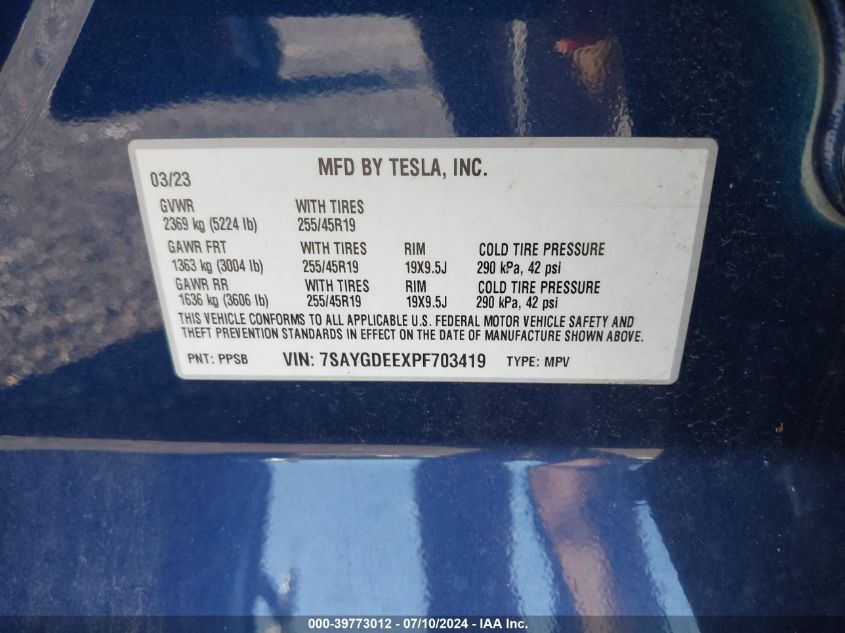 MFD BY TESLA, INC.
03/23
GVWR WITH TIRES
2369 kg (5224 lb) 255/45R19
GAWR FRT WITH TIRES RIM COLD TIRE PRESSURE
1363 kg (3004 lb) 255/45R19 19X9.5J 290 kPa, 42 psi
GAWR RR WITH TIRES RIM COLD TIRE PRESSURE
1636 kg (3606 lb) 255/45R19 19X9.5J 290 kPa, 42 psi
THIS VEHICLE CONFORMS TO ALL APPLICABLE U.S. FEDERAL MOTOR VEHICLE SAFETY AND
THEFT PREVENTION STANDARDS IN EFFECT ON THE DATE OF MANUFACTURE SHOWN ABOVE.
PNT: PPSB VIN: 7SAYGDEEXPF703419 TYPE: MPV
000-39773012 - 07/10/2024 - IAA Inc.